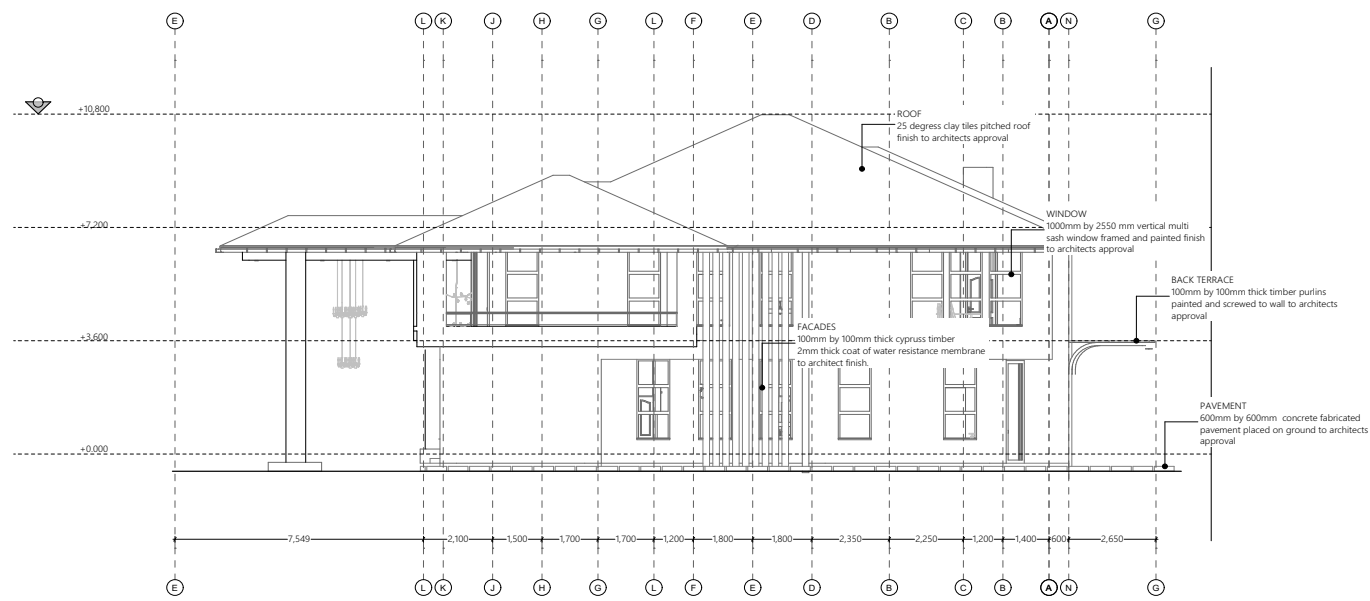 E L K J H G L F E D B C B A N G
+10,800
ROOF
25 degress clay tiles pitched roof
finish to architects approval
WINDOW
1000mm by 2550 mm vertical multi
sash window framed and painted finish
to architects approval
+7,200
BACK TERRACE
100mm by 100mm thick timber purlins
painted and screwed to wall to architects
approval
+3,600
FACADES
100mm by 100mm thick cypruss timber
2mm thick coat of water resistance membrane
to architect finish.
PAVEMENT
600mm by 600mm concrete fabricated
pavement placed on ground to architects
approval
+0,000
7,549 2,100 1,500 1,700 1,700 1,200 1,800 1,800 2,350 2,250 1,200 1,400 600 2,650
E L K J H G L F E D B C B A N G